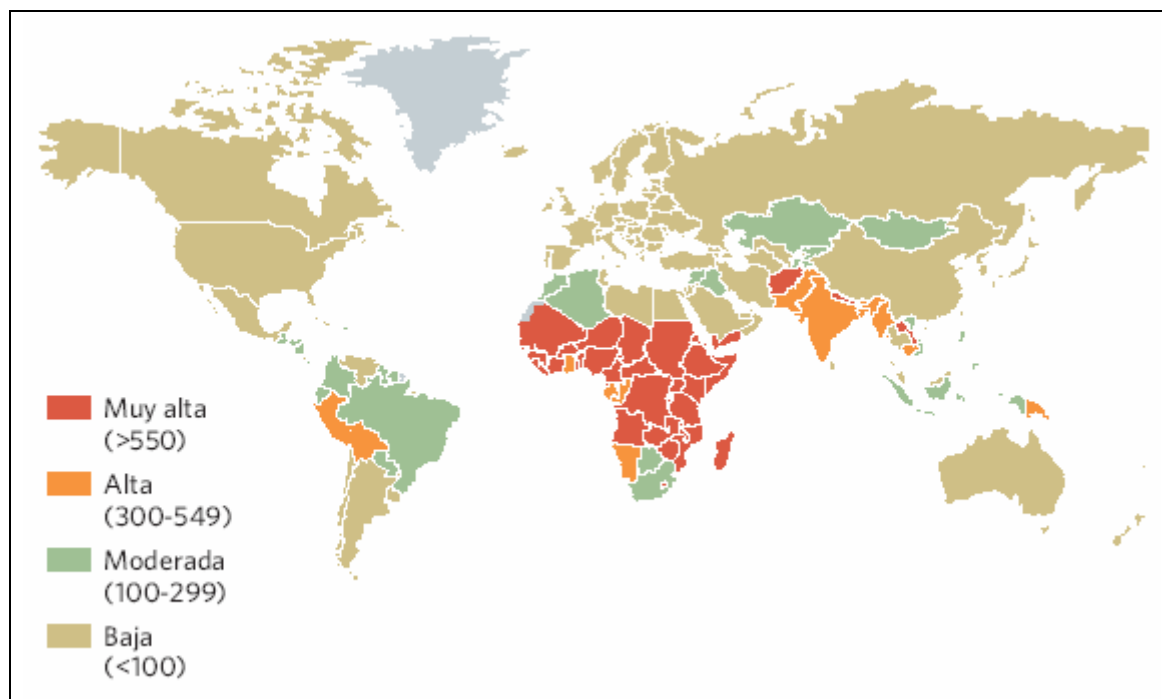 Muy alta
(>550)
Alta
(300-549)
Moderada
(100-299)
Baja
(<100)